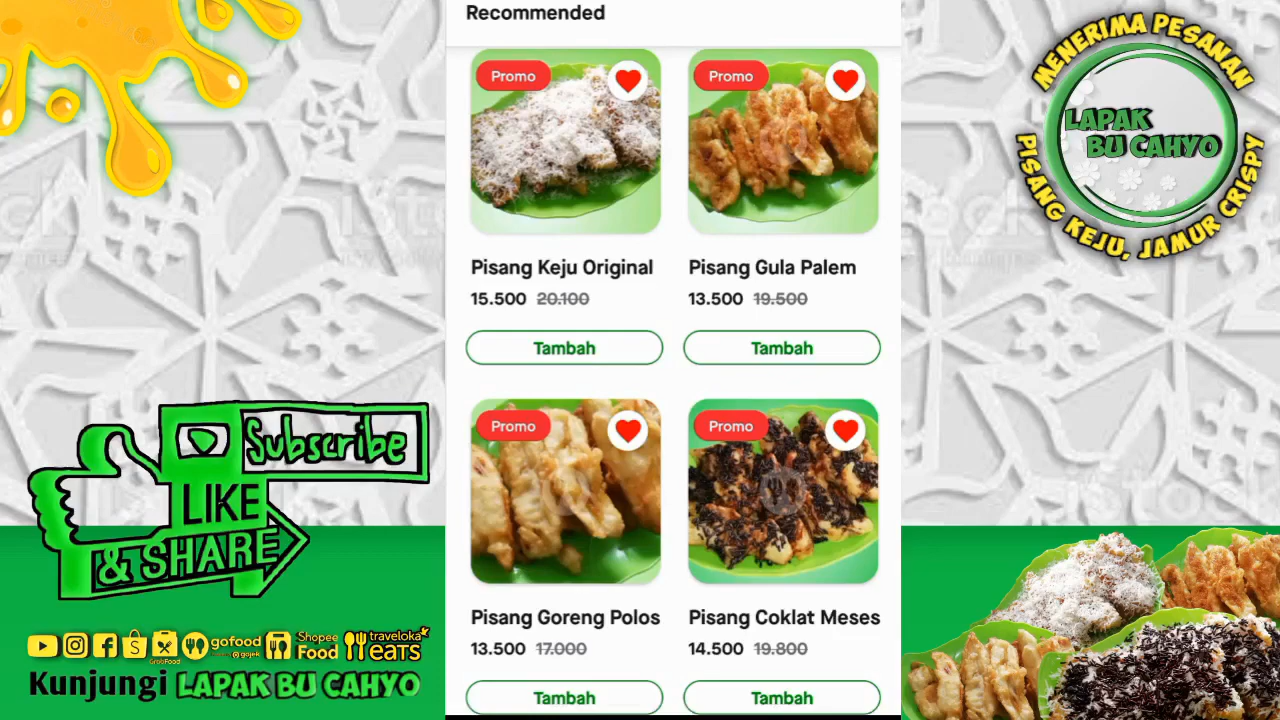 Recommended
Promo
Promo
Pisang Keju Original
Pisang Gula Palem
15.500 20.100
13.500 19.500
Tambah
Tambah
Promo
Promo
Pisang Goreng Polos
Pisang Coklat Meses
13.500 17.000
14.500 19.800
Tambah
Tambah
MENERIMA PESANAN
LAPAK
BU CAHYO
PISANG KEJU, JAMUR CRISPY
Subscribe
LIKE
& SHARE
GrabFood
gofood
gojek
Shopee
Food
traveloka
EATS
Kunjungi LAPAK BU CAHYO